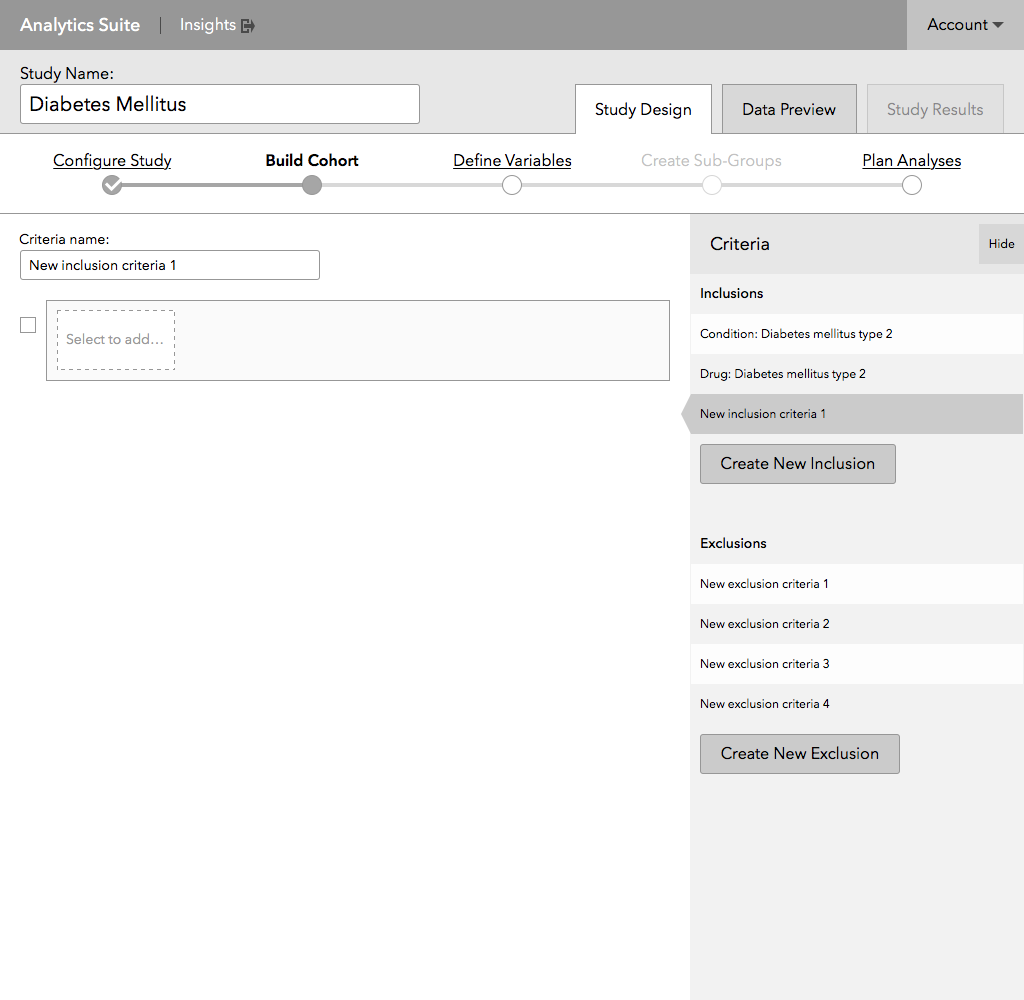 Analytics Suite | Insights
Account
Study Name:
Diabetes Mellitus
Study Design
Data Preview
Study Results
Configure Study
Build Cohort
Define Variables
Create Sub-Groups
Plan Analyses
Criteria name:
New inclusion criteria 1
Select to add...
Criteria
Hide
Inclusions
Condition: Diabetes mellitus type 2
Drug: Diabetes mellitus type 2
New inclusion criteria 1
Create New Inclusion
Exclusions
New exclusion criteria 1
New exclusion criteria 2
New exclusion criteria 3
New exclusion criteria 4
Create New Exclusion